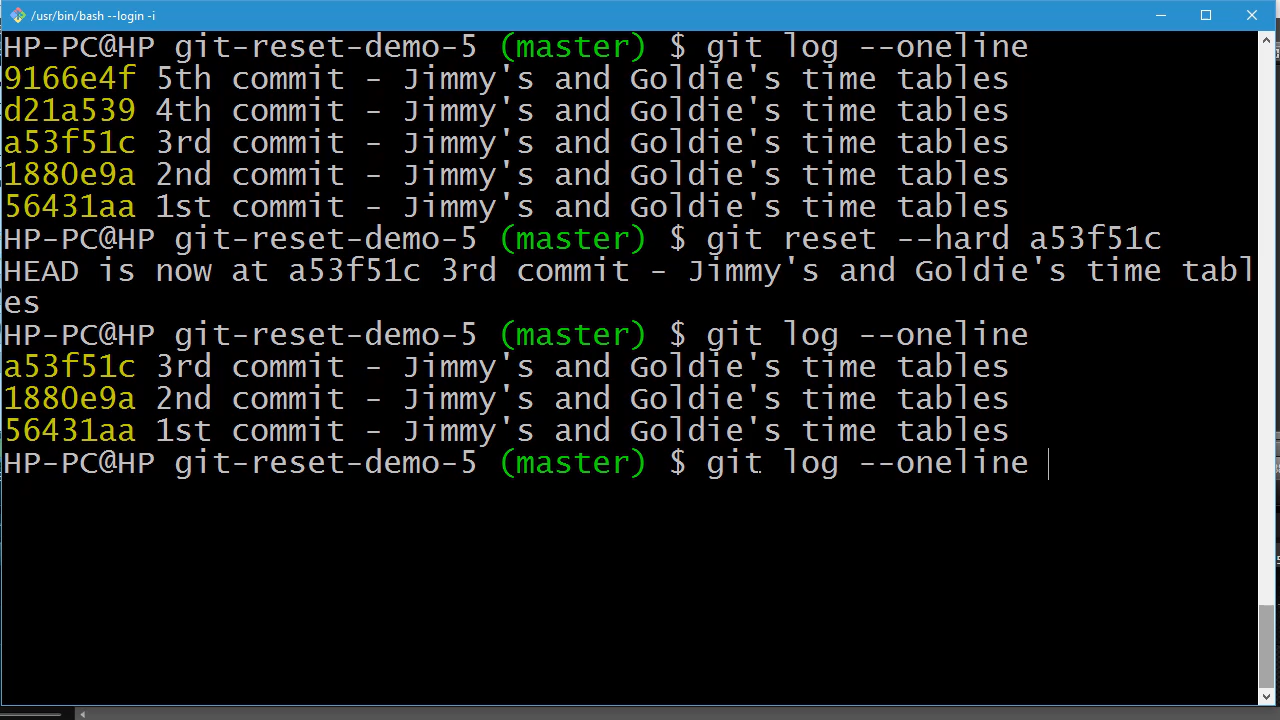 /usr/bin/bash --login -i
HP-PC@HP git-reset-demo-5 (master) $ git log --oneline
9166e4f 5th commit - Jimmy's and Goldie's time tables
d21a539 4th commit - Jimmy's and Goldie's time tables
a53f51c 3rd commit - Jimmy's and Goldie's time tables
1880e9a 2nd commit - Jimmy's and Goldie's time tables
56431aa 1st commit - Jimmy's and Goldie's time tables
HP-PC@HP git-reset-demo-5 (master) $ git reset --hard a53f51c
HEAD is now at a53f51c 3rd commit - Jimmy's and Goldie's time tabl
es
HP-PC@HP git-reset-demo-5 (master) $ git log --oneline
a53f51c 3rd commit - Jimmy's and Goldie's time tables
1880e9a 2nd commit - Jimmy's and Goldie's time tables
56431aa 1st commit - Jimmy's and Goldie's time tables
HP-PC@HP git-reset-demo-5 (master) $ git log --oneline